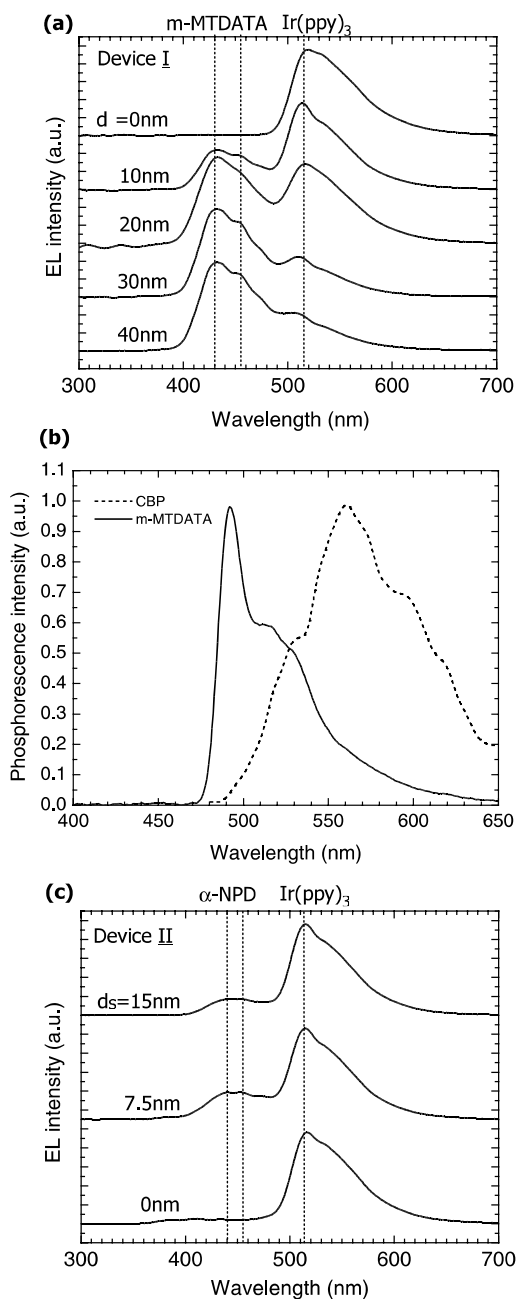 (a)
m-MTDATA Ir(ppy)3
Device I
d =0nm
10nm
20nm
30nm
40nm
EL intensity (a.u.)
300 400 500 600 700
Wavelength (nm)
(b)
1.1
1.0
0.9
0.8
0.7
0.6
0.5
0.4
0.3
0.2
0.1
0.0
CBP
m-MTDATA
Phosphorescence intensity (a.u.)
400 450 500 550 600 650
Wavelength (nm)
(c)
α-NPD Ir(ppy)3
Device II
ds=15nm
7.5nm
0nm
EL intensity (a.u.)
300 400 500 600 700
Wavelength (nm)